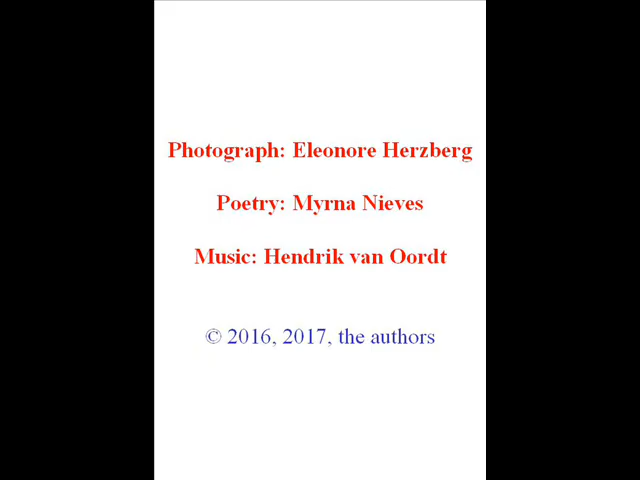 Photograph: Eleonore Herzberg
Poetry: Myrna Nieves
Music: Hendrik van Oordt
© 2016, 2017, the authors